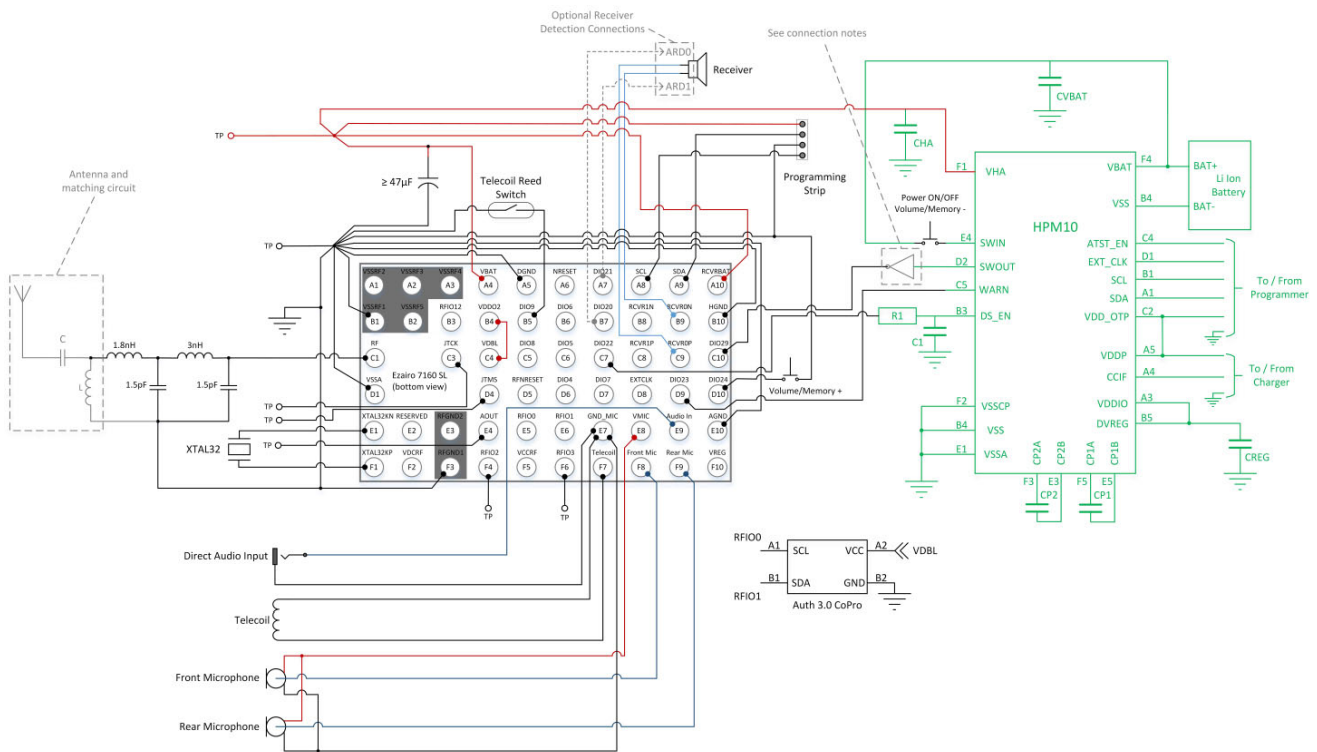 Optional Receiver
Detection Connections
ARD0
Receiver
ARD1
See connection notes
CVBAT
CHA
TP
Antenna and
matching circuit
≥ 47µF
Telecoil Reed
Switch
Programming
Strip
Power ON/OFF
Volume/Memory -
F1 VHA
VBAT F4
BAT+
Li Ion
Battery
VSS B4
BAT-
HPM10
E4 SWIN
ATST_EN C4
D2 SWOUT
EXT_CLK D1
C5 WARN
SCL B1
SDA A1
To / From
Programmer
B3 DS_EN
VDD_OTP C2
R1
C1
VDDP A5
CCIF A4
To / From
Charger
F2 VSSCP
VDDIO A3
B4 VSS
DVREG B5
E1 VSSA
CREG
CP2A CP2B CP1A CP1B
F3 E3 F5 E5
CP2 CP1
TP
VSSRF2 VSSRF3 VSSRF4 VBAT DGND NRESET DIO21 SCL SDA RCVRBAT
A1 A2 A3 A4 A5 A6 A7 A8 A9 A10
VSSRF1 VSSRF5 RFIO12 VDDO2 DIO9 DIO6 DIO20 RCVR1N RCVR0N HGND
B1 B2 B3 B4 B5 B6 B7 B8 B9 B10
C
1.8nH
3nH
RF JTCK VDBL DIO8 DIO5 DIO22 RCVR1P RCVR0P DIO29
C1 C3 C4 C5 C6 C7 C8 C9 C10
Ezairo 7160 SL
(bottom view)
L
1.5pF
1.5pF
VSSA JTMS RFNRESET DIO4 DIO7 EXTCLK DIO23 DIO24
D1 D4 D5 D6 D7 D8 D9 D10
Volume/Memory +
TP
TP
TP
XTAL32KN RESERVED RFGND2 AOUT RFIO0 RFIO1 GND_MIC VMIC Audio In AGND
E1 E2 E3 E4 E5 E6 E7 E8 E9 E10
XTAL32
XTAL32KP VDCRF RFGND1 RFIO2 VCCRF RFIO3 Telecoil Front Mic Rear Mic VREG
F1 F2 F3 F4 F5 F6 F7 F8 F9 F10
TP
TP
Direct Audio Input
Telecoil
Front Microphone
Rear Microphone
RFIO0 A1 SCL VCC A2 VDBL
RFIO1 B1 SDA GND B2
Auth 3.0 CoPro